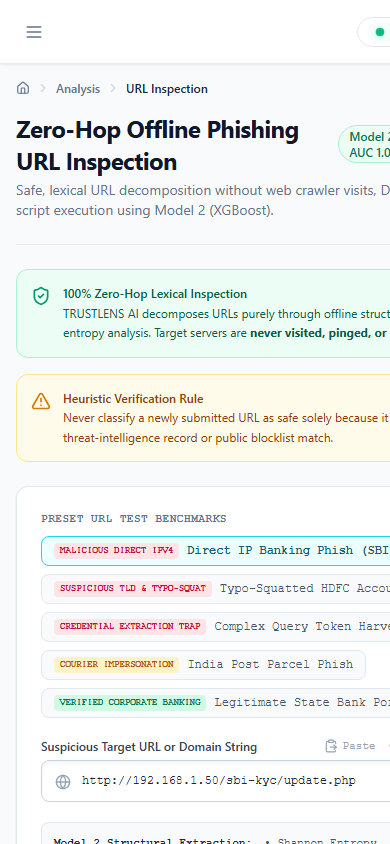 Analysis
URL Inspection
Zero-Hop Offline Phishing
URL Inspection
Model 2
AUC 1.0
Safe, lexical URL decomposition without web crawler visits, D
script execution using Model 2 (XGBoost).
100% Zero-Hop Lexical Inspection
TRUSTLENS AI decomposes URLs purely through offline struct
entropy analysis. Target servers are never visited, pinged, or
Heuristic Verification Rule
Never classify a newly submitted URL as safe solely because it
threat-intelligence record or public blocklist match.
PRESET URL TEST BENCHMARKS
MALICIOUS DIRECT IPV4 Direct IP Banking Phish (SBI
SUSPICIOUS TLD & TYPO-SQUAT Typo-Squatted HDFC Accou
CREDENTIAL EXTRACTION TRAP Complex Query Token Harve
COURIER IMPERSONATION India Post Parcel Phish
VERIFIED CORPORATE BANKING Legitimate State Bank Po
Suspicious Target URL or Domain String
Paste
http://192.168.1.50/sbi-kyc/update.php
Model 2 Structural Extraction: • Shannon Entropy